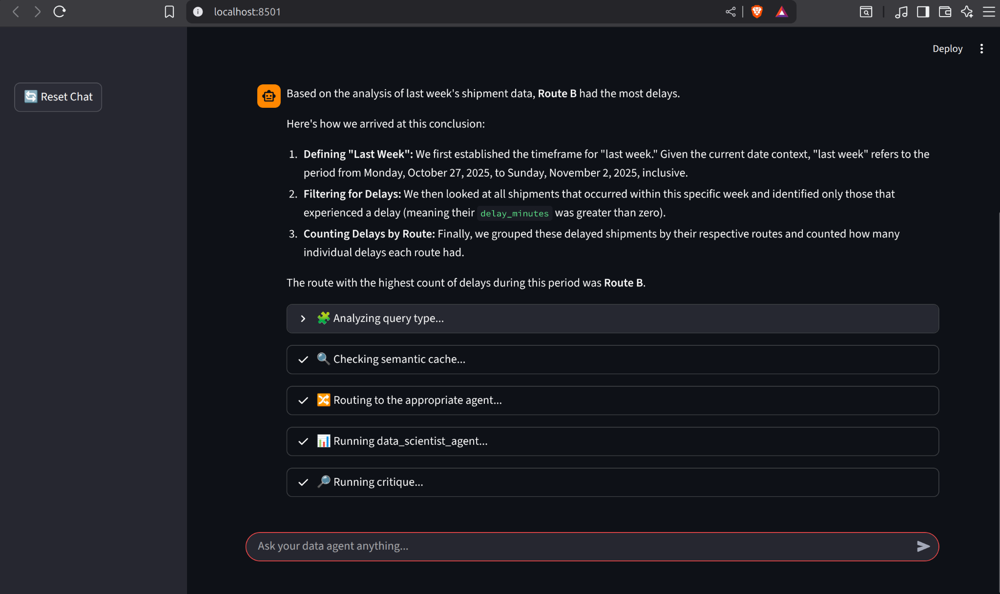 localhost:8501
Deploy
Reset Chat
Based on the analysis of last week's shipment data, Route B had the most delays.
Here's how we arrived at this conclusion:
1. Defining "Last Week": We first established the timeframe for "last week." Given the current date context, "last week" refers to the
period from Monday, October 27, 2025, to Sunday, November 2, 2025, inclusive.
2. Filtering for Delays: We then looked at all shipments that occurred within this specific week and identified only those that
experienced a delay (meaning their delay_minutes was greater than zero).
3. Counting Delays by Route: Finally, we grouped these delayed shipments by their respective routes and counted how many
individual delays each route had.
The route with the highest count of delays during this period was Route B.
Analyzing query type...
Checking semantic cache...
Routing to the appropriate agent...
Running data_scientist_agent...
Running critique...
Ask your data agent anything...